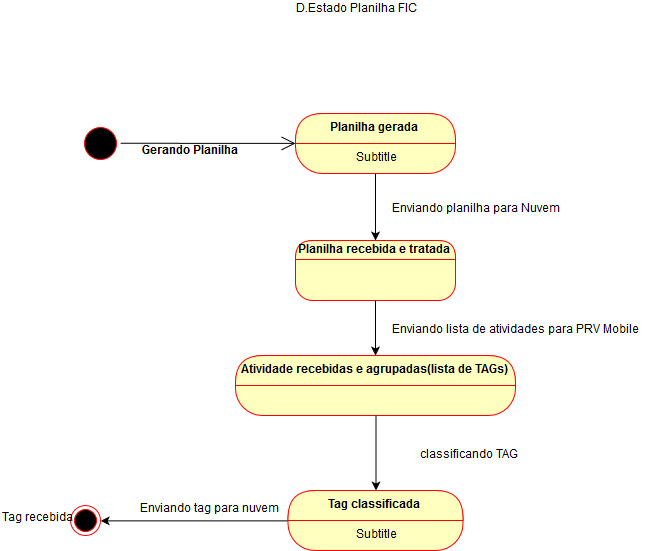 D.Estado Planilha FIC
Planilha gerada
Gerando Planilha
Subtitle
Enviando planilha para Nuvem
Planilha recebida e tratada
Enviando lista de atividades para PRV Mobile
Atividade recebidas e agrupadas(lista de TAGs)
classificando TAG
Tag classificada
Enviando tag para nuvem
Tag recebida
Subtitle